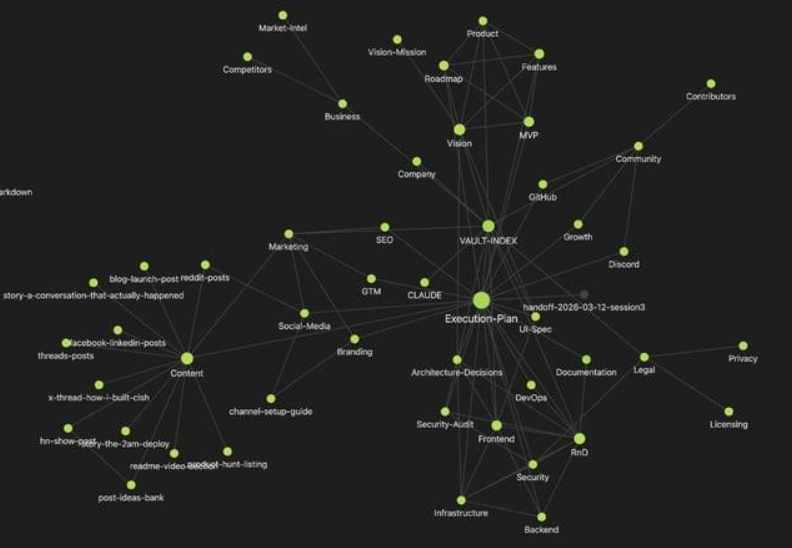 Market-Intel
Product
Vision-Mission
Features
Competitors
Roadmap
Contributors
Business
Vision
MVP
Community
Company
arkdown
GitHub
SEO
VAULT-INDEX
Growth
Marketing
Discord
blog-launch-post
reddit-posts
story-a-conversation-that-actually-happened
GTM
CLAUDE
handoff-2026-03-12-session3
Execution-Plan
Social-Media
UI-Spec
facebook-linkedin-posts
threads-posts
Branding
Privacy
Content
Architecture-Decisions
Documentation
Legal
x-thread-how-i-built-cish
DevOps
channel-setup-guide
Security-Audit
Licensing
Frontend
hn-show-post
story-the-2am-deploy
RnD
readme-video-section
product-hunt-listing
Security
post-ideas-bank
Infrastructure
Backend